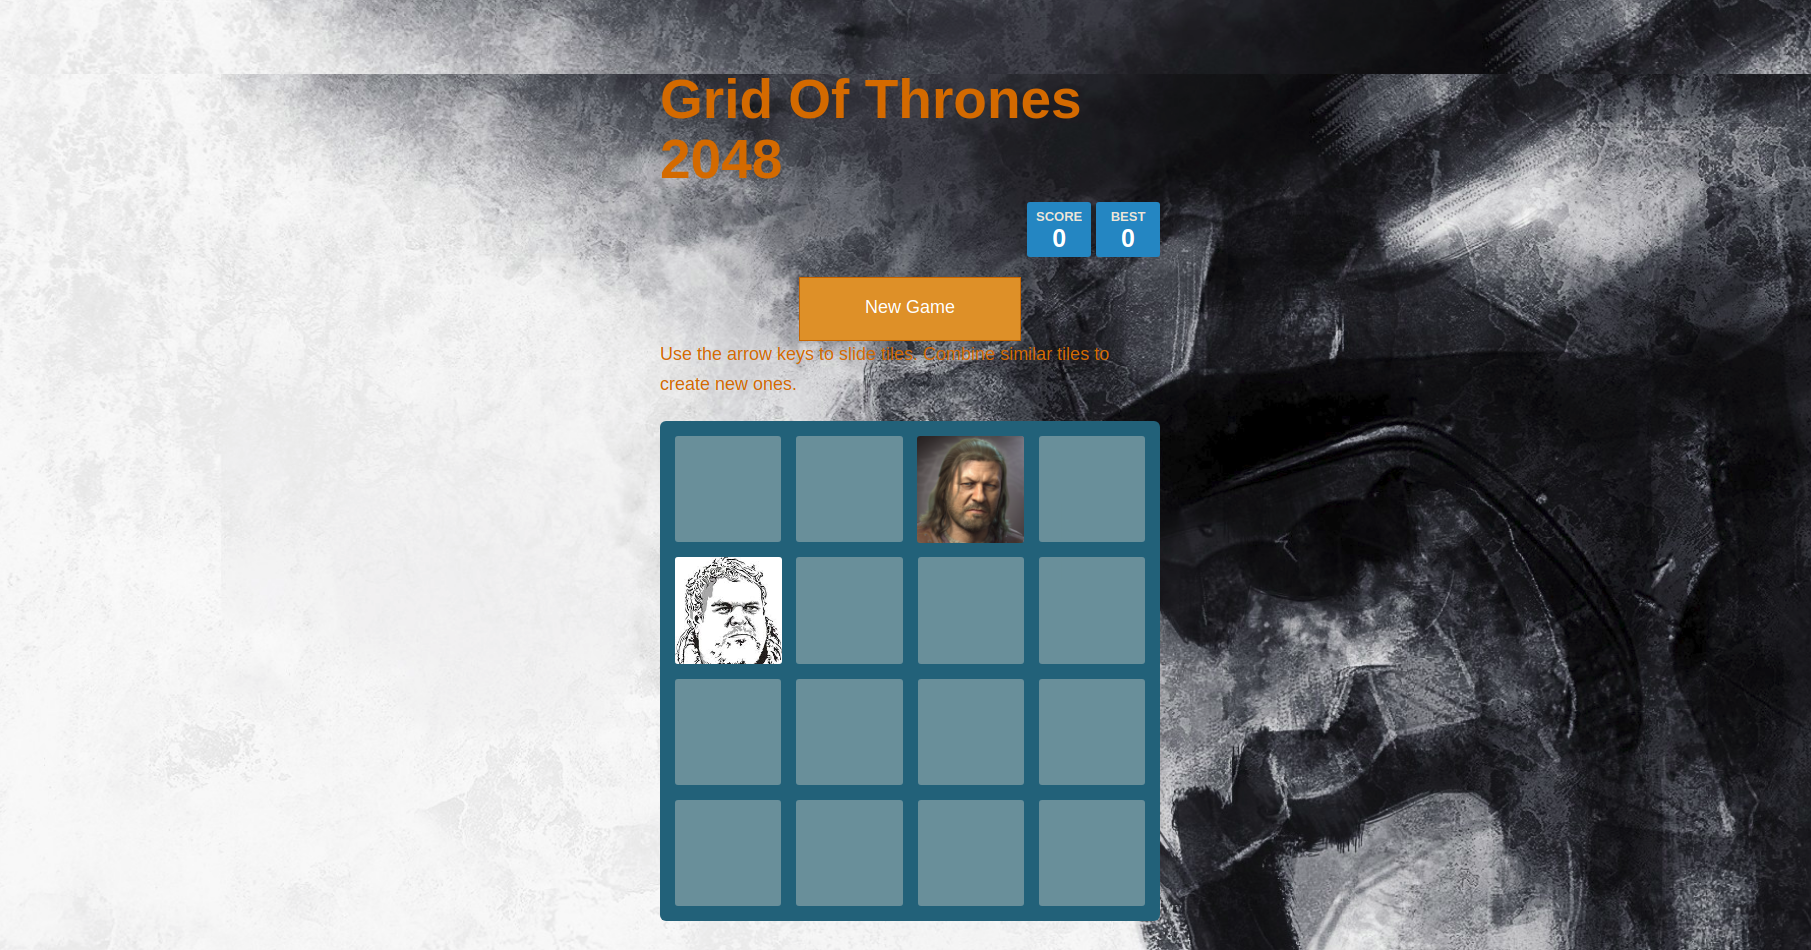 Grid Of Thrones
2048
SCORE BEST
0 0
New Game
Use the arrow keys to slide tiles. Combine similar tiles to
create new ones.